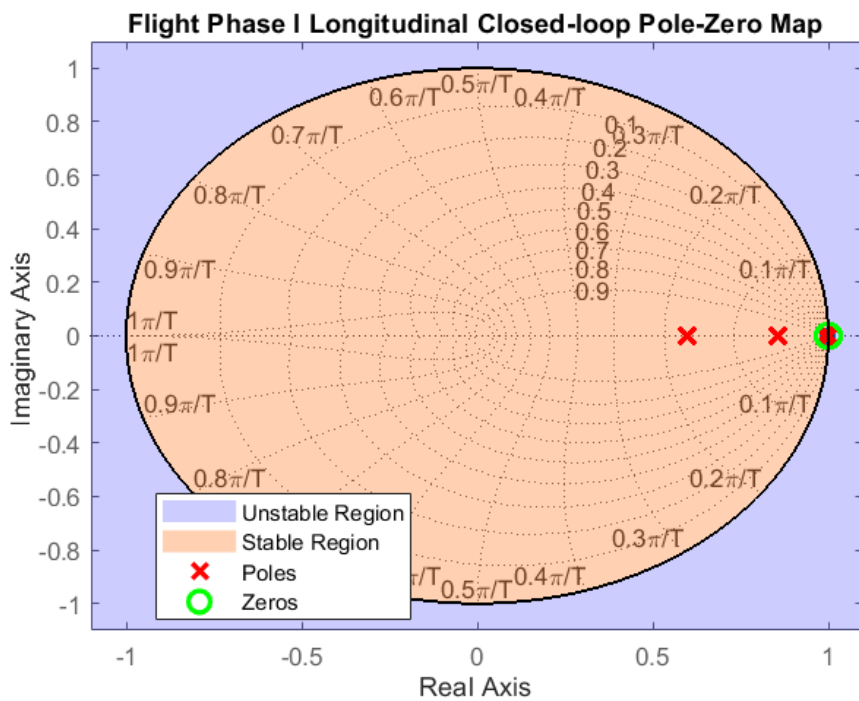 Flight Phase I Longitudinal Closed-loop Pole-Zero Map
1
0.8
0.6
0.4
0.2
0
-0.2
-0.4
-0.6
-0.8
-1
Imaginary Axis
0.5π/T
0.6π/T
0.4π/T
0.7π/T
0.3π/T
0.8π/T
0.2π/T
0.9π/T
0.1π/T
1π/T
1π/T
0.9π/T
0.1π/T
0.8π/T
0.2π/T
0.3π/T
π/T
0.4π/T
0.5π/T
0.1
0.2
0.3
0.4
0.5
0.6
0.7
0.8
0.9
Unstable Region
Stable Region
Poles
Zeros
-1
-0.5
0
0.5
1
Real Axis